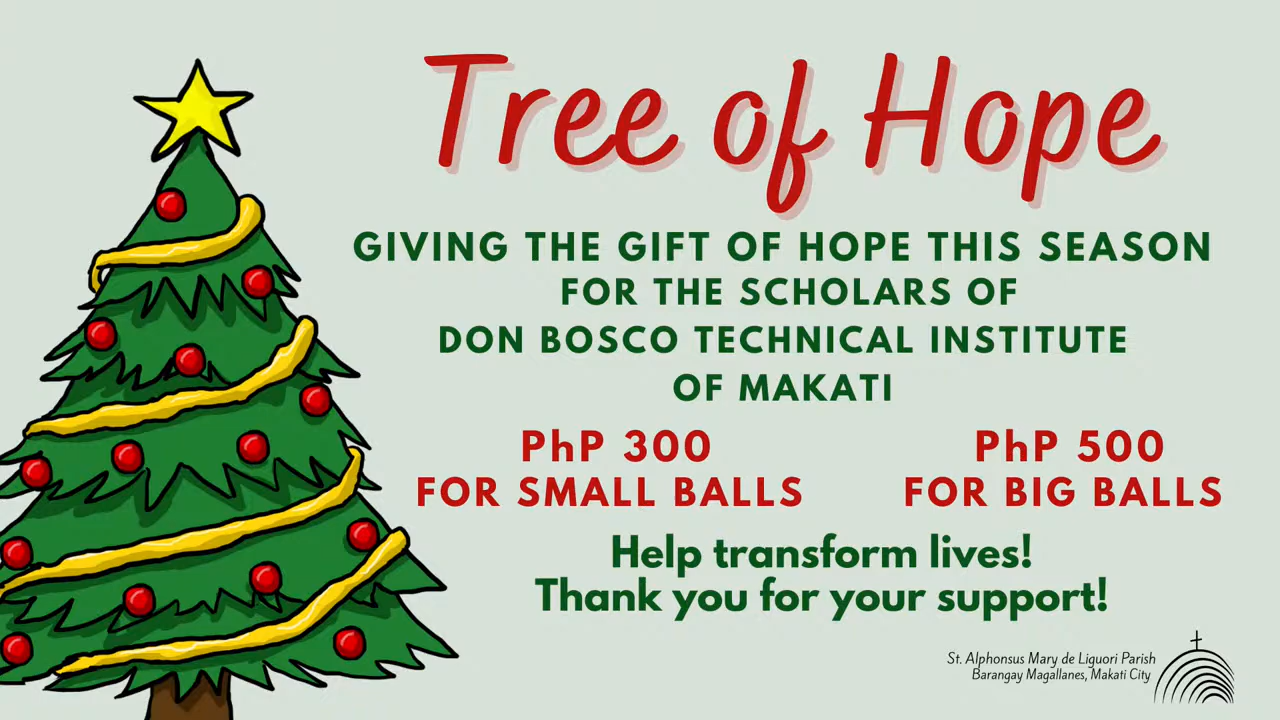 Tree of Hope
GIVING THE GIFT OF HOPE THIS SEASON
FOR THE SCHOLARS OF
DON BOSCO TECHNICAL INSTITUTE
OF MAKATI
PhP 300
FOR SMALL BALLS
PhP 500
FOR BIG BALLS
Help transform lives!
Thank you for your support!
St. Alphonsus Mary de Liguori Parish
Barangay Magallanes, Makati City